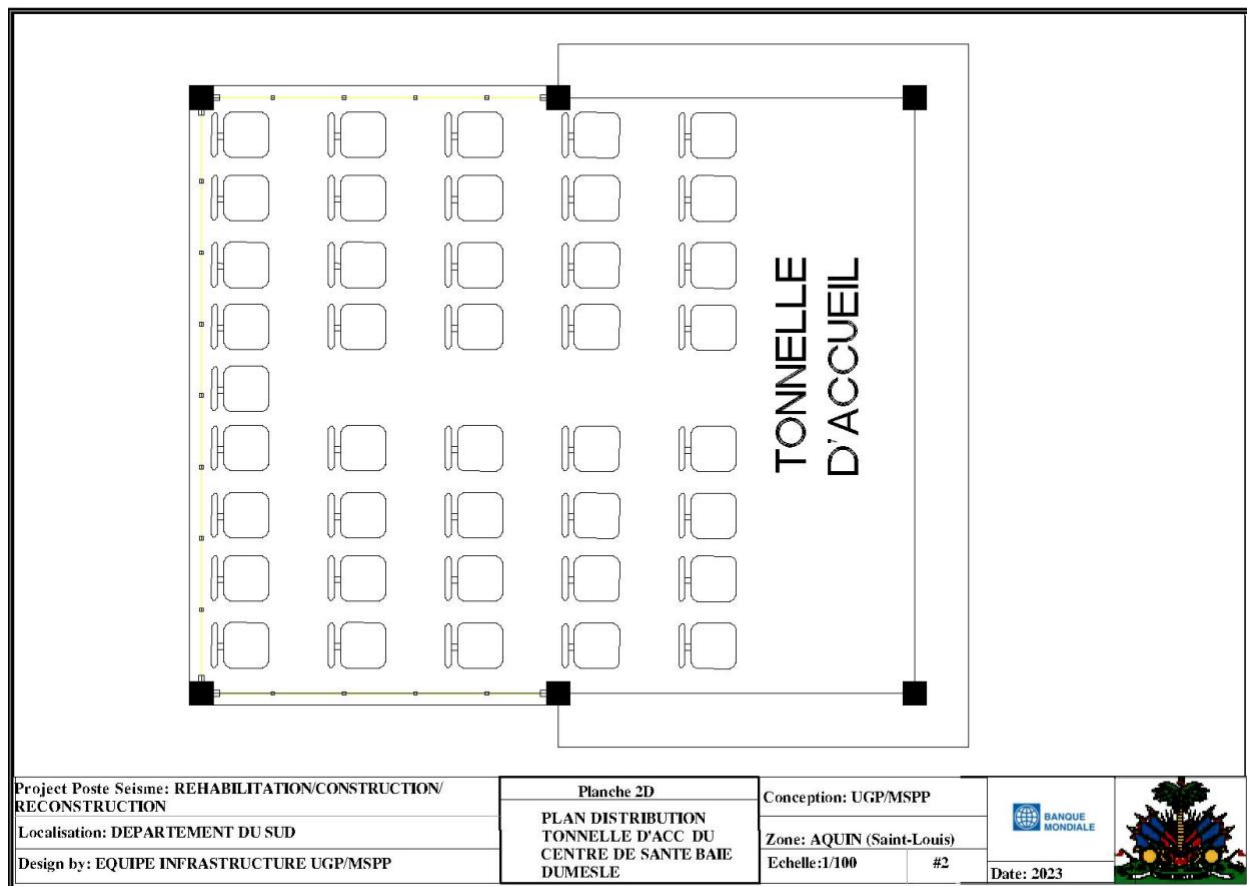 TONNELLE
D'ACCUEIL
Project Poste Seisme: REHABILITATION/CONSTRUCTION/
RECONSTRUCTION
Localisation: DEPARTEMENT DU SUD
Design by: EQUIPE INFRASTRUCTURE UGP/MSPP
Planche 2D
PLAN DISTRIBUTION
TONNELLE D'ACC DU
CENTRE DE SANTE BAIE
DUMESLE
Conception: UGP/MSPP
Zone: AQUIN (Saint-Louis)
Echelle:1/100
#2
BANQUE
MONDIALE
Date: 2023